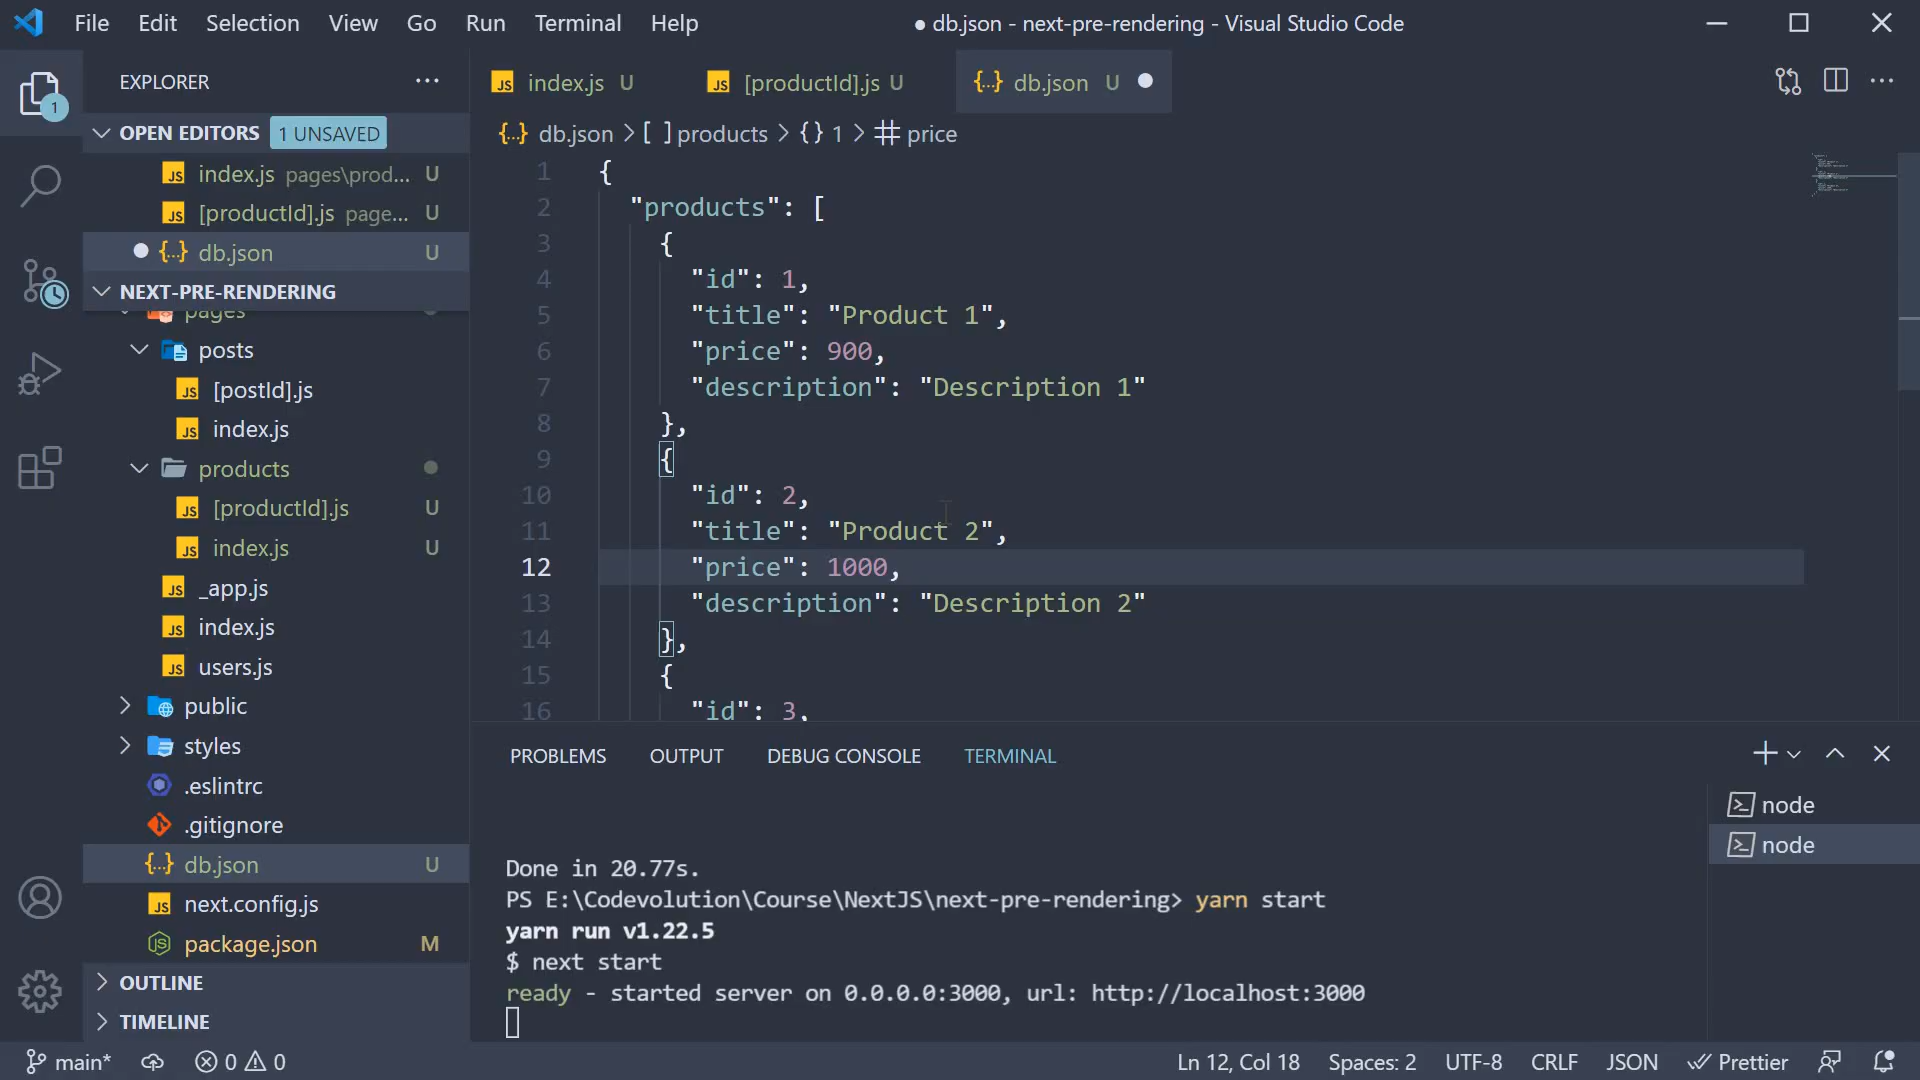 File Edit Selection View Go Run Terminal Help
● db.json - next-pre-rendering - Visual Studio Code
EXPLORER ···
1
OPEN EDITORS 1 UNSAVED
index.js pages\prod... U
[productId].js page... U
● {..} db.json U
NEXT-PRE-RENDERING
pages
posts
[postId].js
index.js
products
[productId].js U
index.js U
_app.js
index.js
users.js
public
styles
.eslintrc
.gitignore
{..} db.json U
next.config.js
package.json M
OUTLINE
TIMELINE
index.js U
[productId].js U
{..} db.json U ●
{..} db.json > [ ] products > {} 1 > # price
1 {
2 "products": [
3 {
4 "id": 1,
5 "title": "Product 1",
6 "price": 900,
7 "description": "Description 1"
8 },
9 {
10 "id": 2,
11 "title": "Product 2",
12 "price": 1000,
13 "description": "Description 2"
14 },
15 {
16 "id": 3,
PROBLEMS OUTPUT DEBUG CONSOLE TERMINAL
Done in 20.77s.
PS E:\Codevolution\Course\NextJS\next-pre-rendering> yarn start
yarn run v1.22.5
$ next start
ready - started server on 0.0.0.0:3000, url: http://localhost:3000
node
node
main* 0 0
Ln 12, Col 18 Spaces: 2 UTF-8 CRLF JSON Prettier